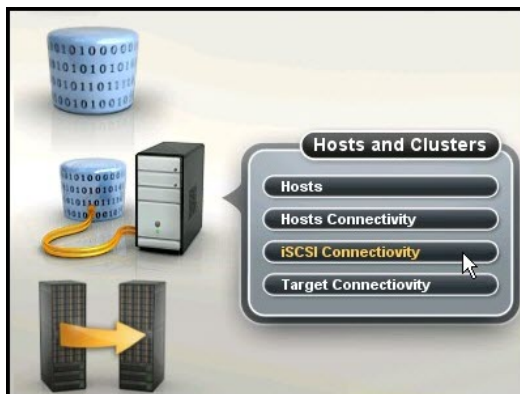 Hosts and Clusters
Hosts
Hosts Connectivity
iSCSI Connectiovity
Target Connectiovity